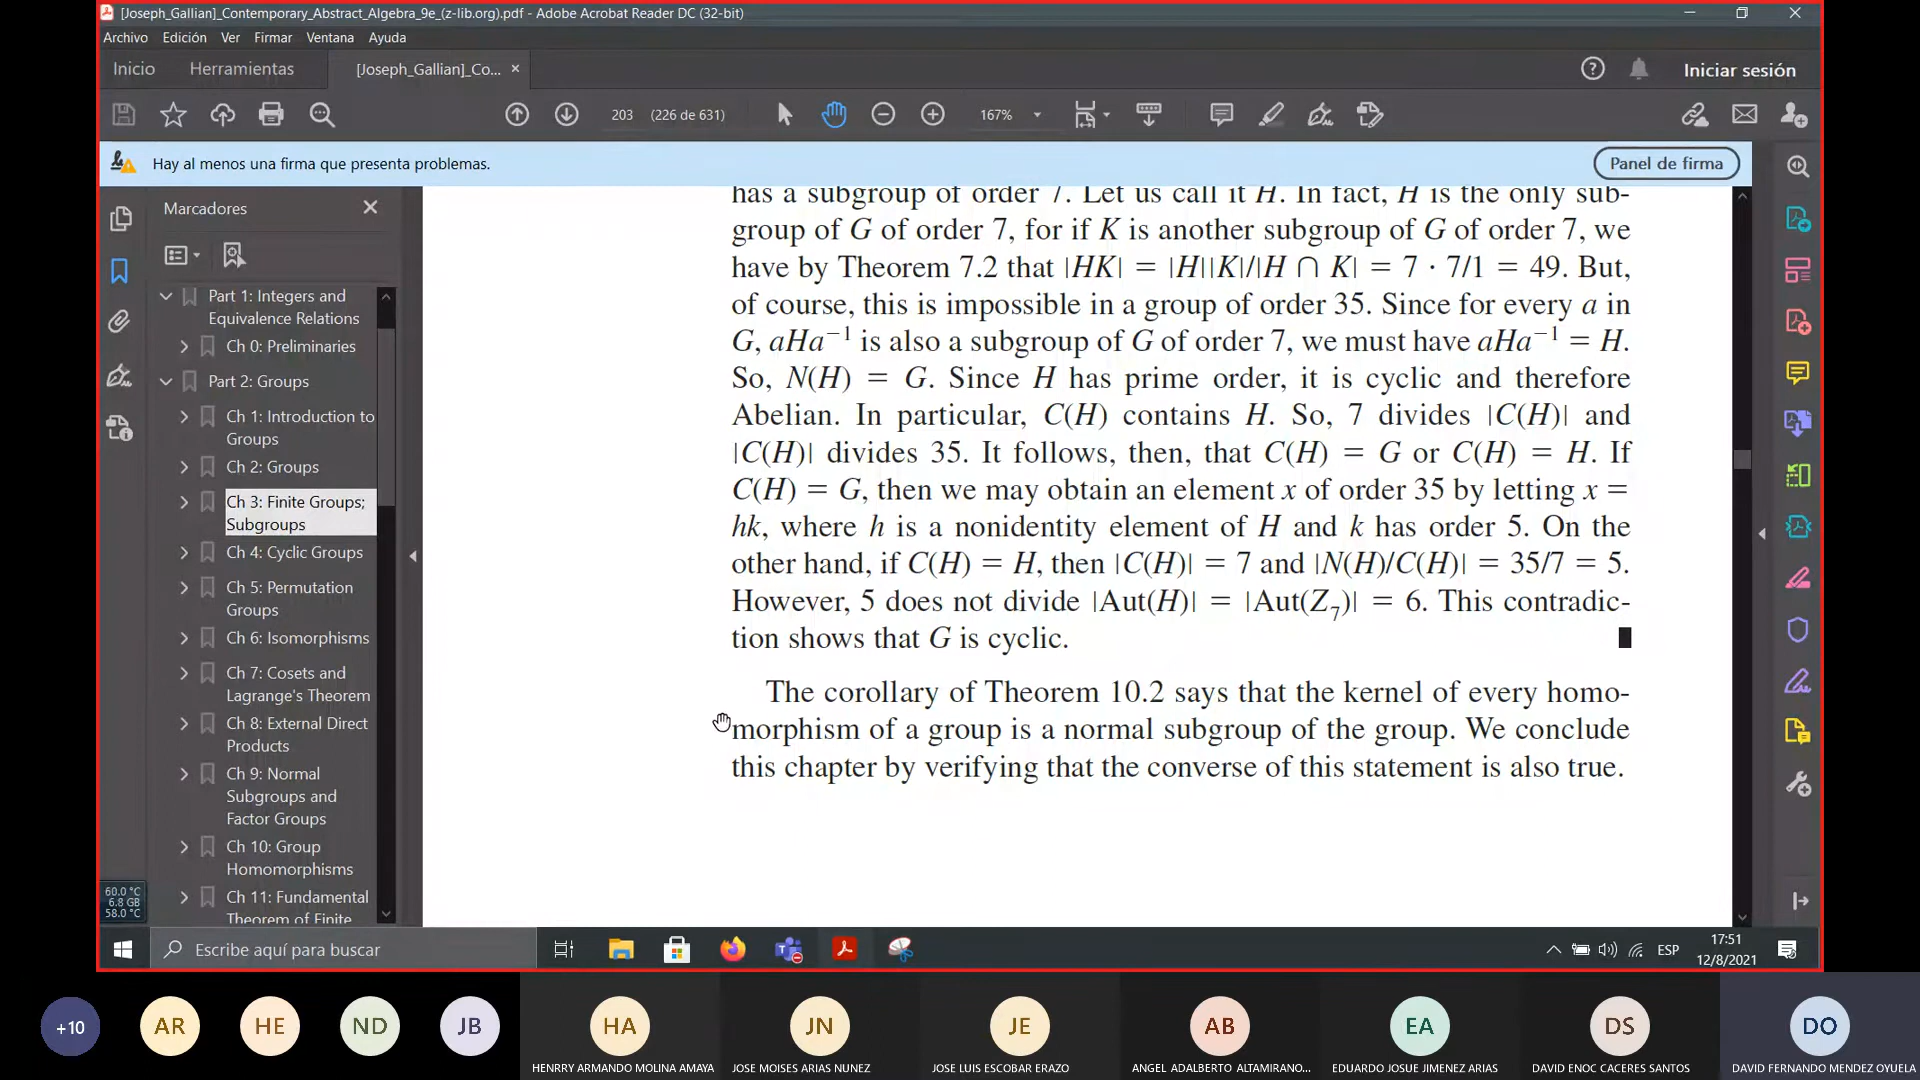 [Joseph_Gallian]_Contemporary_Abstract_Algebra_9e_(z-lib.org).pdf - Adobe Acrobat Reader DC (32-bit)
Archivo Edición Ver Firmar Ventana Ayuda
Inicio Herramientas [Joseph_Gallian]_Co... × Iniciar sesión
203 (226 de 631) 167%
Hay al menos una firma que presenta problemas. Panel de firma
Marcadores
Part 1: Integers and
Equivalence Relations
Ch 0: Preliminaries
Part 2: Groups
Ch 1: Introduction to
Groups
Ch 2: Groups
Ch 3: Finite Groups;
Subgroups
Ch 4: Cyclic Groups
Ch 5: Permutation
Groups
Ch 6: Isomorphisms
Ch 7: Cosets and
Lagrange's Theorem
Ch 8: External Direct
Products
Ch 9: Normal
Subgroups and
Factor Groups
Ch 10: Group
Homomorphisms
Ch 11: Fundamental
Theorem of Finite
has a subgroup of order 7. Let us call it H. In fact, H is the only sub-
group of G of order 7, for if K is another subgroup of G of order 7, we
have by Theorem 7.2 that |HK| = |H||K|/|H ∩ K| = 7 · 7/1 = 49. But,
of course, this is impossible in a group of order 35. Since for every a in
G, aHa⁻¹ is also a subgroup of G of order 7, we must have aHa⁻¹ = H.
So, N(H) = G. Since H has prime order, it is cyclic and therefore
Abelian. In particular, C(H) contains H. So, 7 divides |C(H)| and
|C(H)| divides 35. It follows, then, that C(H) = G or C(H) = H. If
C(H) = G, then we may obtain an element x of order 35 by letting x =
hk, where h is a nonidentity element of H and k has order 5. On the
other hand, if C(H) = H, then |C(H)| = 7 and |N(H)/C(H)| = 35/7 = 5.
However, 5 does not divide |Aut(H)| = |Aut(Z₇)| = 6. This contradic-
tion shows that G is cyclic.
The corollary of Theorem 10.2 says that the kernel of every homo-
morphism of a group is a normal subgroup of the group. We conclude
this chapter by verifying that the converse of this statement is also true.
60.0 °C
6.8 GB
58.0 °C
Escribe aquí para buscar
ESP
17:51
12/8/2021
+10 AR HE ND JB HA JN JE AB EA DS DO
HENRRY ARMANDO MOLINA AMAYA JOSE MOISES ARIAS NUNEZ JOSE LUIS ESCOBAR ERAZO ANGEL ADALBERTO ALTAMIRANO... EDUARDO JOSUE JIMENEZ ARIAS DAVID ENOC CACERES SANTOS DAVID FERNANDO MENDEZ OYUELA